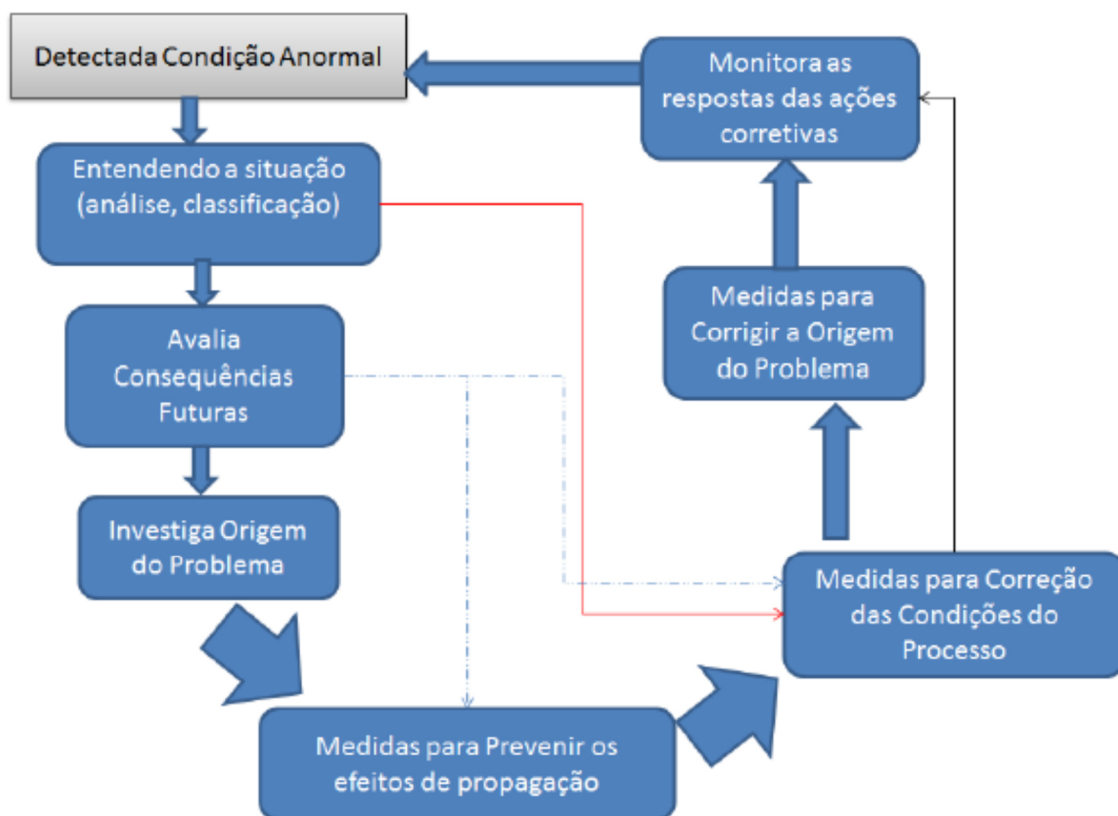 Detectada Condição Anormal
Entendendo a situação
(análise, classificação)
Avalia
Consequências
Futuras
Investiga Origem
do Problema
Medidas para Prevenir os
efeitos de propagação
Medidas para Correção
das Condições do
Processo
Medidas para
Corrigir a Origem
do Problema
Monitora as
respostas das ações
corretivas